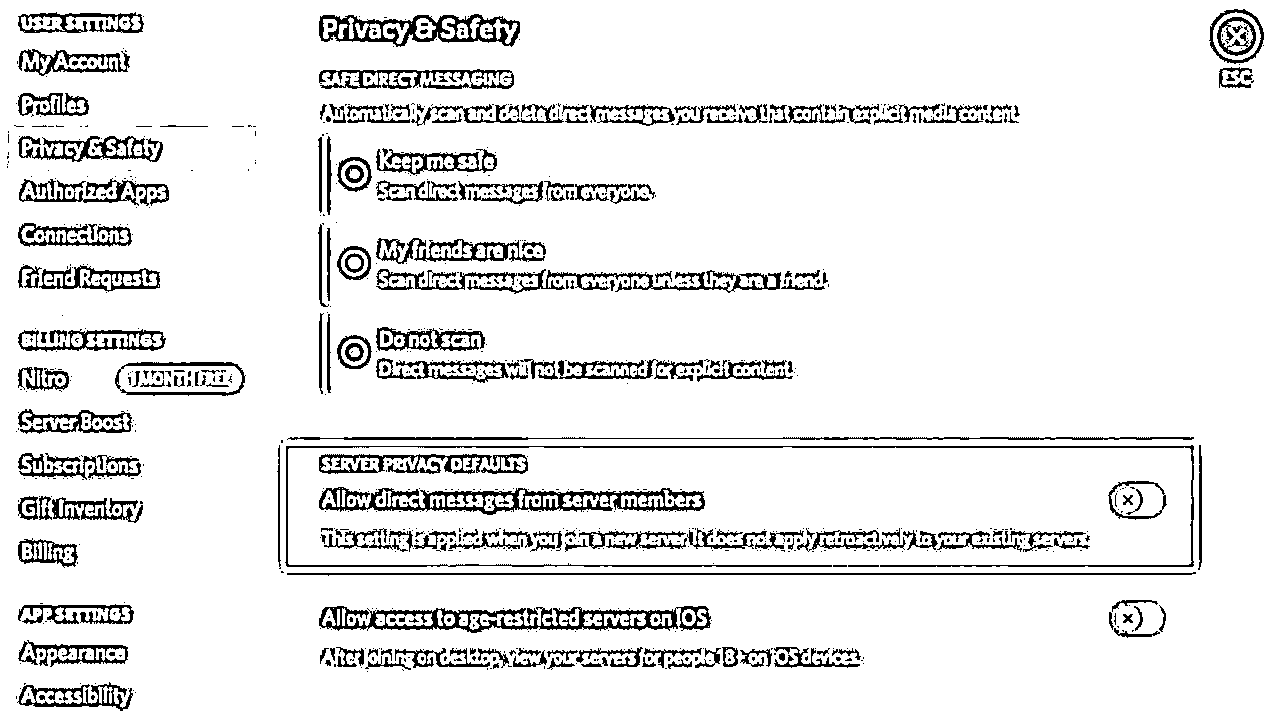 USER SETTINGS
My Account
Profiles
Privacy & Safety
Authorized Apps
Connections
Friend Requests
BILLING SETTINGS
Nitro
1 MONTH FREE
Server Boost
Subscriptions
Gift Inventory
Billing
APP SETTINGS
Appearance
Accessibility
Privacy & Safety
SAFE DIRECT MESSAGING
Automatically scan and delete direct messages you receive that contain explicit media content.
Keep me safe
Scan direct messages from everyone.
My friends are nice
Scan direct messages from everyone unless they are a friend.
Do not scan
Direct messages will not be scanned for explicit content.
SERVER PRIVACY DEFAULTS
Allow direct messages from server members
This setting is applied when you join a new server. It does not apply retroactively to your existing servers.
Allow access to age-restricted servers on iOS
After joining on desktop, view your servers for people 18+ on iOS devices.
ESC